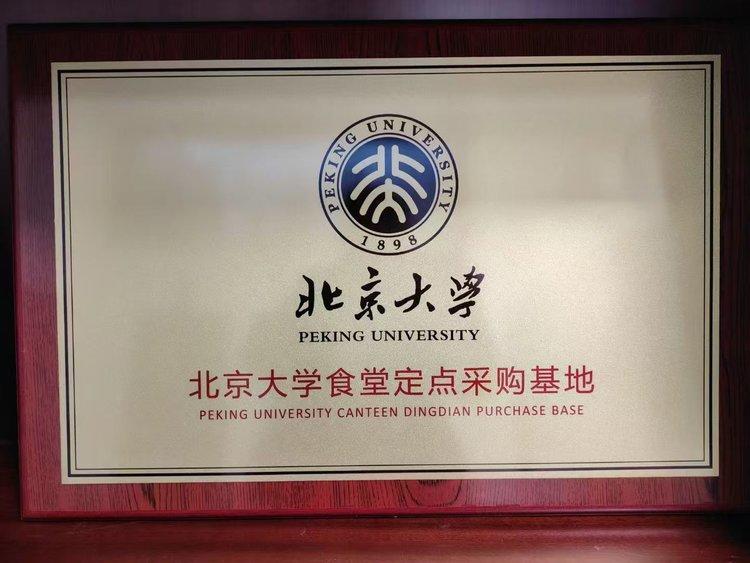 PEKING UNIVERSITY
1898
北京大学
PEKING UNIVERSITY
北京大学食堂定点采购基地
PEKING UNIVERSITY CANTEEN DINGDIAN PURCHASE BASE